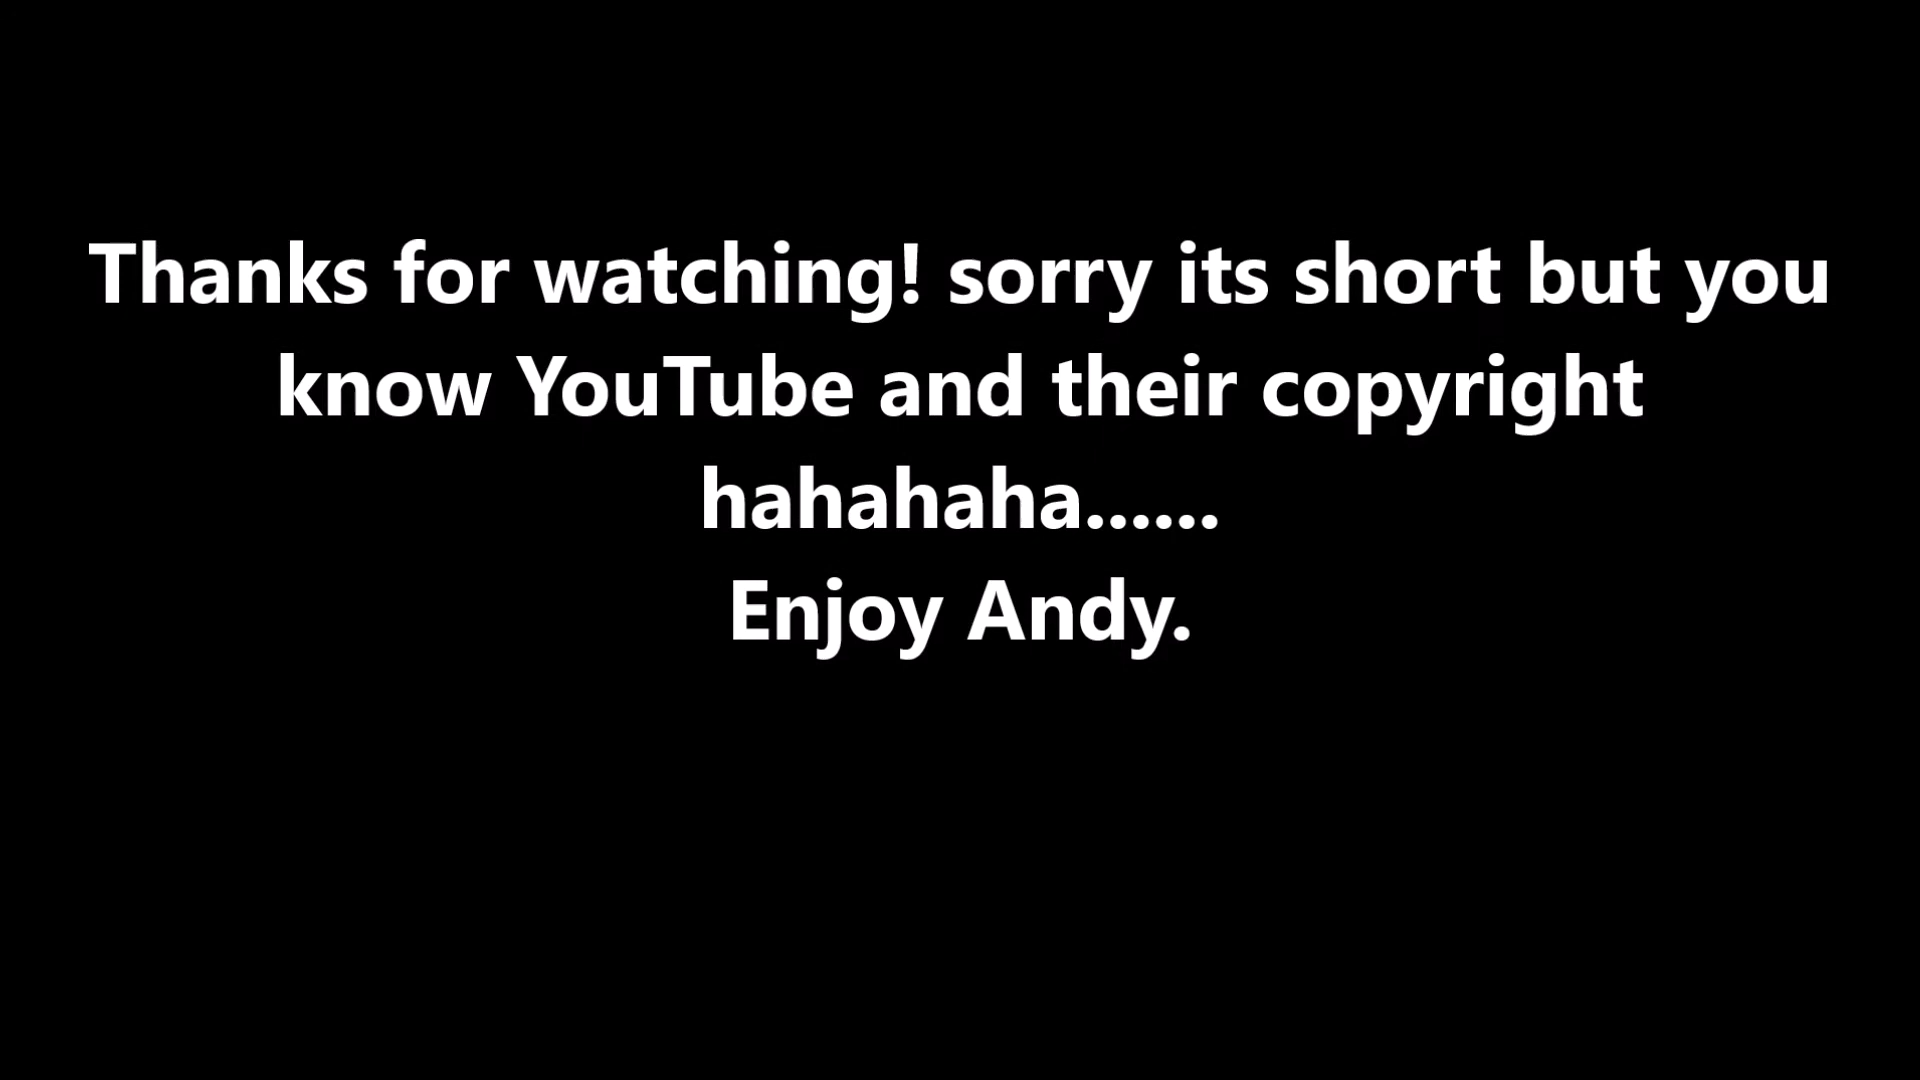 Thanks for watching! sorry its short but you
know YouTube and their copyright
hahahaha......
Enjoy Andy.